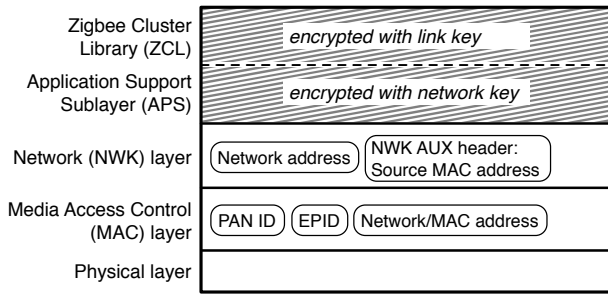 Zigbee Cluster
Library (ZCL)
encrypted with link key
Application Support
Sublayer (APS)
encrypted with network key
Network (NWK) layer
Network address
NWK AUX header:
Source MAC address
Media Access Control
(MAC) layer
PAN ID
EPID
Network/MAC address
Physical layer